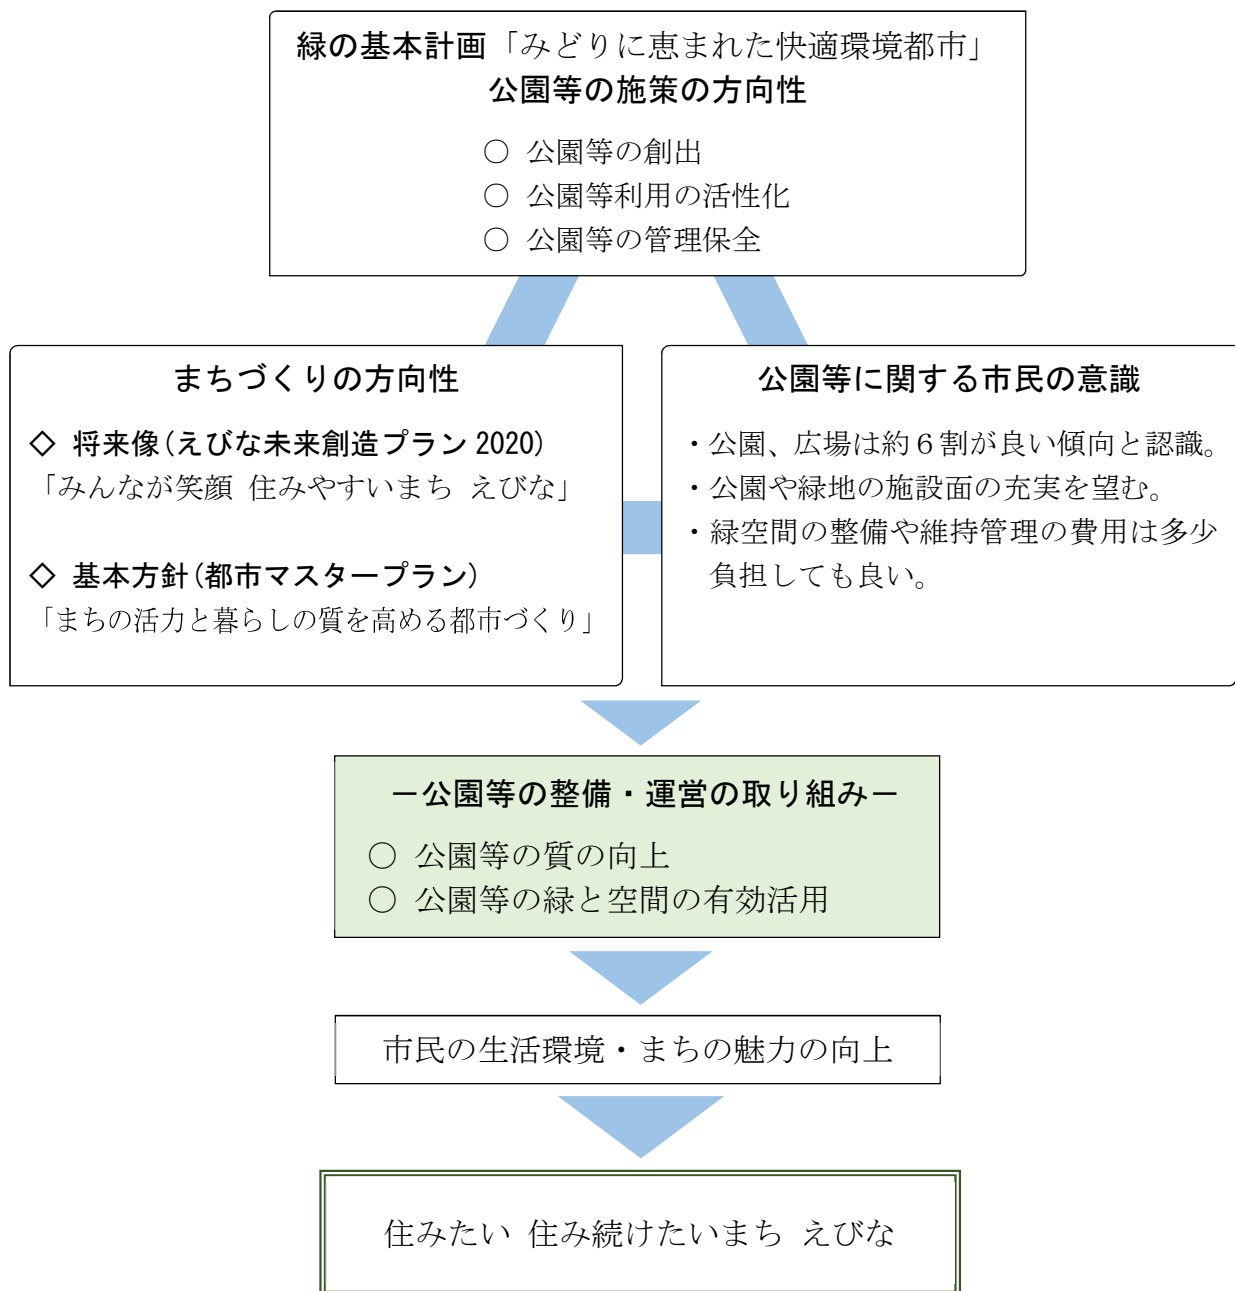 緑の基本計画「みどりに恵まれた快適環境都市」
公園等の施策の方向性
○ 公園等の創出
○ 公園等利用の活性化
○ 公園等の管理保全
まちづくりの方向性
◇ 将来像(えびな未来創造プラン 2020)
「みんなが笑顔 住みやすいまち えびな」
◇ 基本方針(都市マスタープラン)
「まちの活力と暮らしの質を高める都市づくり」
公園等に関する市民の意識
・公園、広場は約６割が良い傾向と認識。
・公園や緑地の施設面の充実を望む。
・緑空間の整備や維持管理の費用は多少
負担しても良い。
－公園等の整備・運営の取り組み－
○ 公園等の質の向上
○ 公園等の緑と空間の有効活用
市民の生活環境・まちの魅力の向上
住みたい 住み続けたいまち えびな